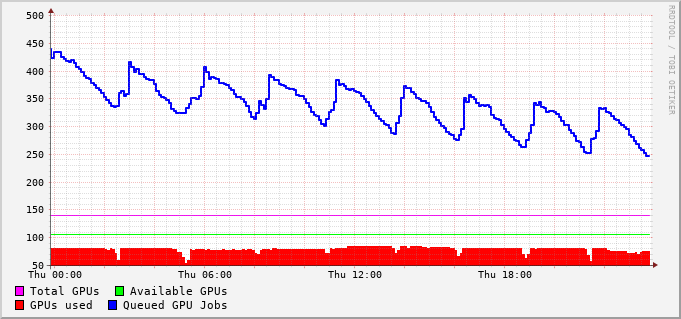 500
450
400
350
300
250
200
150
100
50
Thu 00:00 Thu 06:00 Thu 12:00 Thu 18:00
Total GPUs Available GPUs
GPUs used Queued GPU Jobs
RRDTOOL / TOBI OETIKER